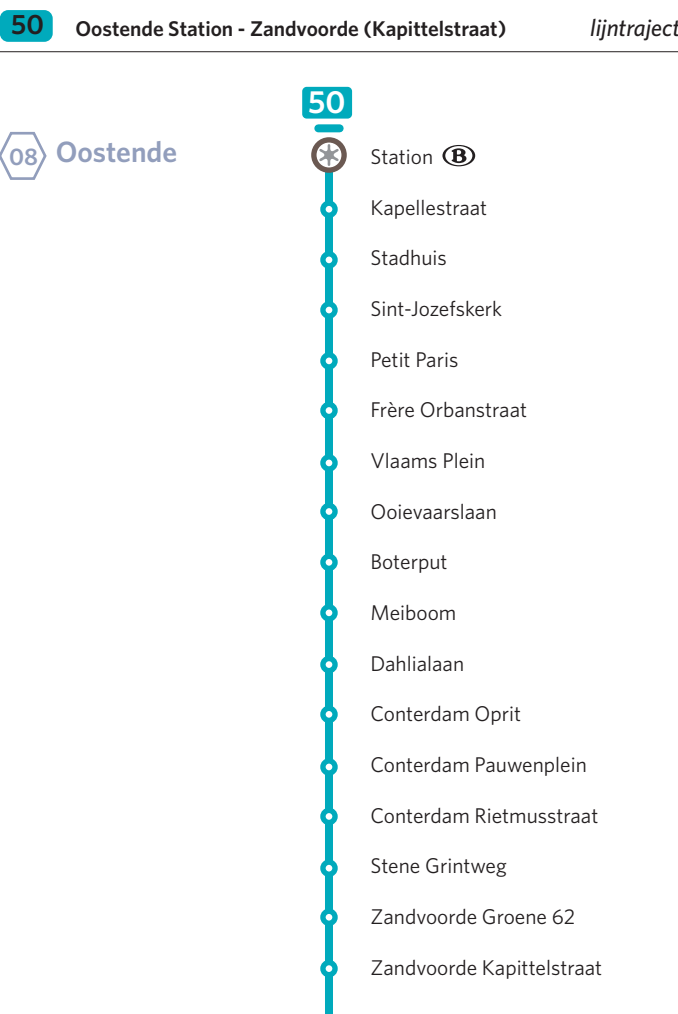 50 Oostende Station - Zandvoorde (Kapittelstraat) lijntraject
50
08 Oostende
Station B
Kapellestraat
Stadhuis
Sint-Jozefskerk
Petit Paris
Frère Orbanstraat
Vlaams Plein
Ooievaarslaan
Boterput
Meiboom
Dahlialaan
Conterdam Oprit
Conterdam Pauwenplein
Conterdam Rietmusstraat
Stene Grintweg
Zandvoorde Groene 62
Zandvoorde Kapittelstraat